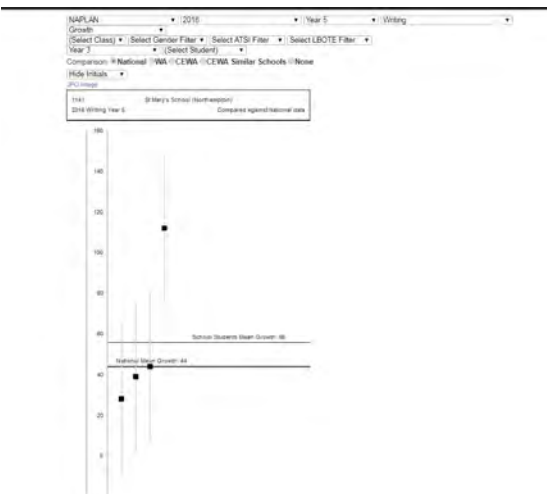 NAPLAN 2016 Year 5 Writing
Growth
(Select Class) Select Gender Filter Select ATSI Filter Select LBOTE Filter
Year 3 (Select Student)
Comparison: National WA CEWA CEWA Similar Schools None
Hide Initials
JPG Image
1141 St Mary's School (Northampton)
2016 Writing Year 5 Compared against national data
160
140
120
100
80
60
School Students Mean Growth:
National Mean Growth: 44
40
20
0